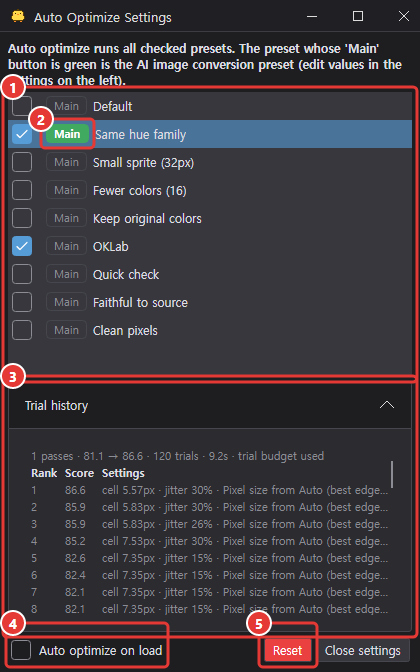 Auto Optimize Settings
Auto optimize runs all checked presets. The preset whose 'Main'
button is green is the AI image conversion preset (edit values in the
settings on the left).
1
Main Default
2
Main Same hue family
Main Small sprite (32px)
Main Fewer colors (16)
Main Keep original colors
Main OKLab
Main Quick check
Main Faithful to source
Main Clean pixels
3
Trial history
1 passes · 81.1 → 86.6 · 120 trials · 9.2s · trial budget used
Rank Score Settings
1 86.6 cell 5.57px · jitter 30% · Pixel size from Auto (best edge...
2 85.9 cell 5.83px · jitter 30% · Pixel size from Auto (best edge...
3 85.9 cell 5.83px · jitter 26% · Pixel size from Auto (best edge...
4 85.2 cell 7.53px · jitter 30% · Pixel size from Auto (best edge...
5 82.6 cell 7.35px · jitter 15% · Pixel size from Auto (best edge...
6 82.4 cell 7.35px · jitter 15% · Pixel size from Auto (best edge...
7 82.1 cell 7.35px · jitter 15% · Pixel size from Auto (best edge...
8 82.1 cell 7.35px · jitter 15% · Pixel size from Auto (best edge...
4
5
Auto optimize on load Reset Close settings